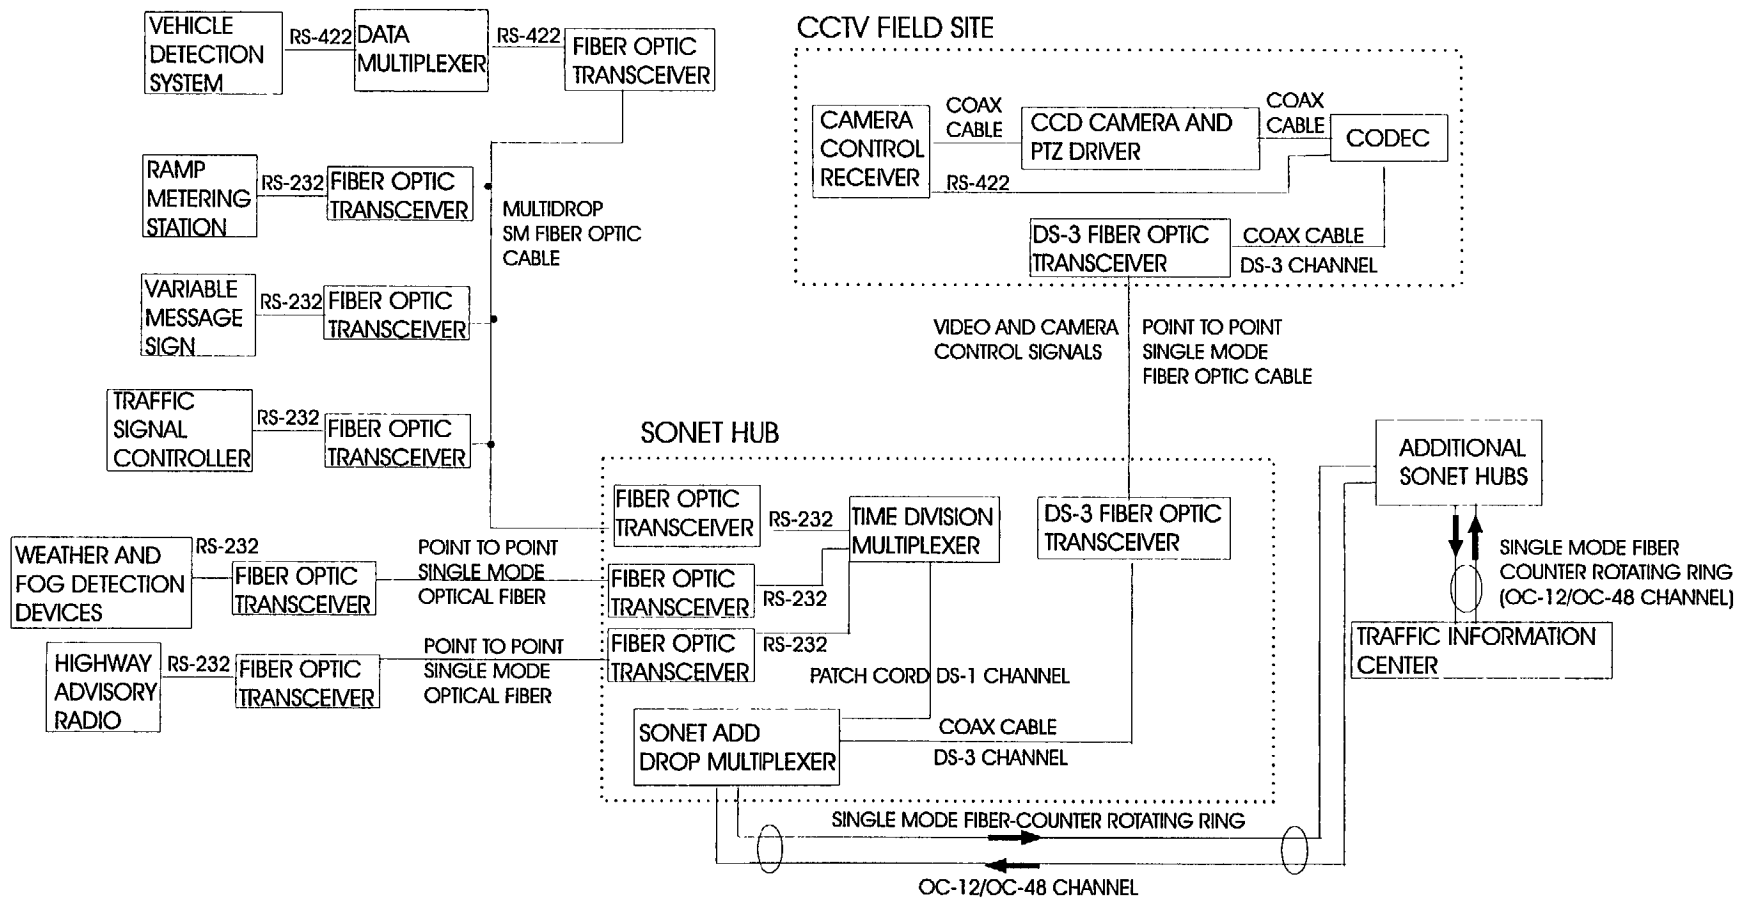 VEHICLE
DETECTION
SYSTEM
RS-422
DATA
MULTIPLEXER
RS-422
FIBER OPTIC
TRANSCEIVER
RAMP
METERING
STATION
RS-232
FIBER OPTIC
TRANSCEIVER
MULTIDROP
SM FIBER OPTIC
CABLE
VARIABLE
MESSAGE
SIGN
RS-232
FIBER OPTIC
TRANSCEIVER
TRAFFIC
SIGNAL
CONTROLLER
RS-232
FIBER OPTIC
TRANSCEIVER
CCTV FIELD SITE
CAMERA
CONTROL
RECEIVER
COAX
CABLE
CCD CAMERA AND
PTZ DRIVER
COAX
CABLE
CODEC
RS-422
DS-3 FIBER OPTIC
TRANSCEIVER
COAX CABLE
DS-3 CHANNEL
VIDEO AND CAMERA
CONTROL SIGNALS
POINT TO POINT
SINGLE MODE
FIBER OPTIC CABLE
WEATHER AND
FOG DETECTION
DEVICES
RS-232
FIBER OPTIC
TRANSCEIVER
POINT TO POINT
SINGLE MODE
OPTICAL FIBER
HIGHWAY
ADVISORY
RADIO
RS-232
FIBER OPTIC
TRANSCEIVER
POINT TO POINT
SINGLE MODE
OPTICAL FIBER
SONET HUB
FIBER OPTIC
TRANSCEIVER
RS-232
TIME DIVISION
MULTIPLEXER
DS-3 FIBER OPTIC
TRANSCEIVER
FIBER OPTIC
TRANSCEIVER
RS-232
FIBER OPTIC
TRANSCEIVER
RS-232
PATCH CORD DS-1 CHANNEL
SONET ADD
DROP MULTIPLEXER
COAX CABLE
DS-3 CHANNEL
SINGLE MODE FIBER-COUNTER ROTATING RING
OC-12/OC-48 CHANNEL
ADDITIONAL
SONET HUBS
SINGLE MODE FIBER
COUNTER ROTATING RING
(OC-12/OC-48 CHANNEL)
TRAFFIC INFORMATION
CENTER